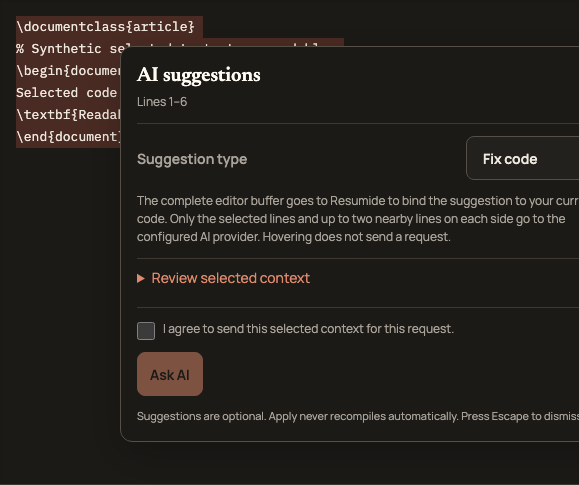 \documentclass{article}
% Synthetic
\begin{docume
Selected code
\textbf{Reada
\end{document
AI suggestions
Lines 1–6
Suggestion type
Fix code
The complete editor buffer goes to Resumide to bind the suggestion to your curr
code. Only the selected lines and up to two nearby lines on each side go to the
configured AI provider. Hovering does not send a request.
▶ Review selected context
I agree to send this selected context for this request.
Ask AI
Suggestions are optional. Apply never recompiles automatically. Press Escape to dismiss